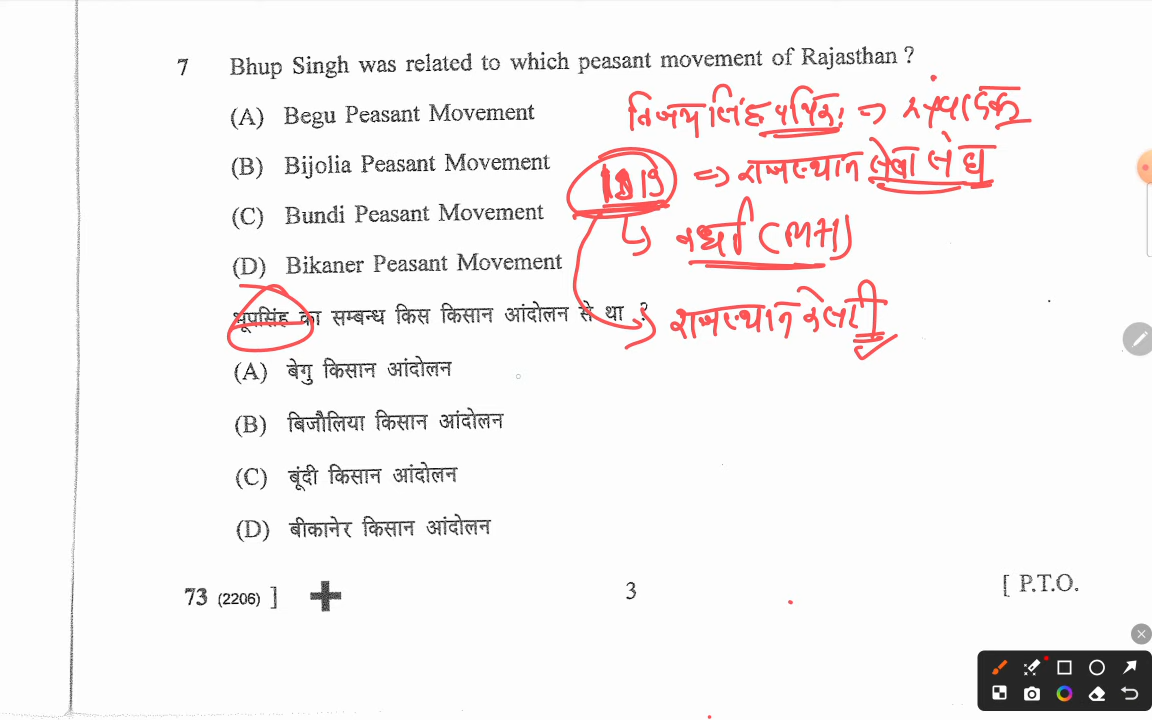 7 Bhup Singh was related to which peasant movement of Rajasthan ?
(A) Begu Peasant Movement
विजय सिंह पथिक: => संपादक
(B) Bijolia Peasant Movement
1919 => राजस्थान सेवा संघ
(C) Bundi Peasant Movement
वर्धा (MH)
(D) Bikaner Peasant Movement
भूपसिंह का सम्बन्ध किस किसान आंदोलन से था ?
राजस्थान केसरी
(A) बेगु किसान आंदोलन
(B) बिजौलिया किसान आंदोलन
(C) बूंदी किसान आंदोलन
(D) बीकानेर किसान आंदोलन
73 (2206) ] 3 [ P.T.O.